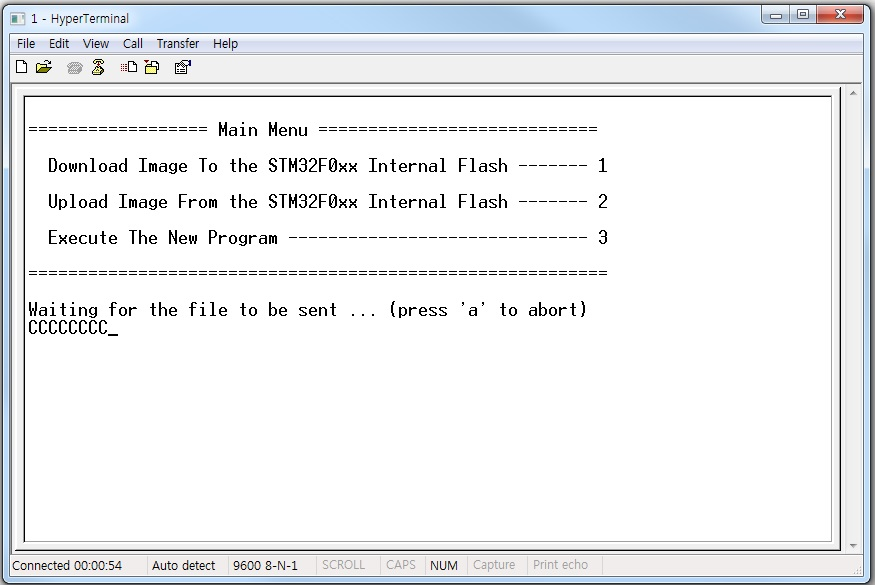 1 - HyperTerminal
File Edit View Call Transfer Help
================== Main Menu ============================
Download Image To the STM32F0xx Internal Flash ------- 1
Upload Image From the STM32F0xx Internal Flash ------- 2
Execute The New Program ------------------------------ 3
==========================================================
Waiting for the file to be sent ... (press 'a' to abort)
CCCCCCCC_
Connected 00:00:54 Auto detect 9600 8-N-1 SCROLL CAPS NUM Capture Print echo